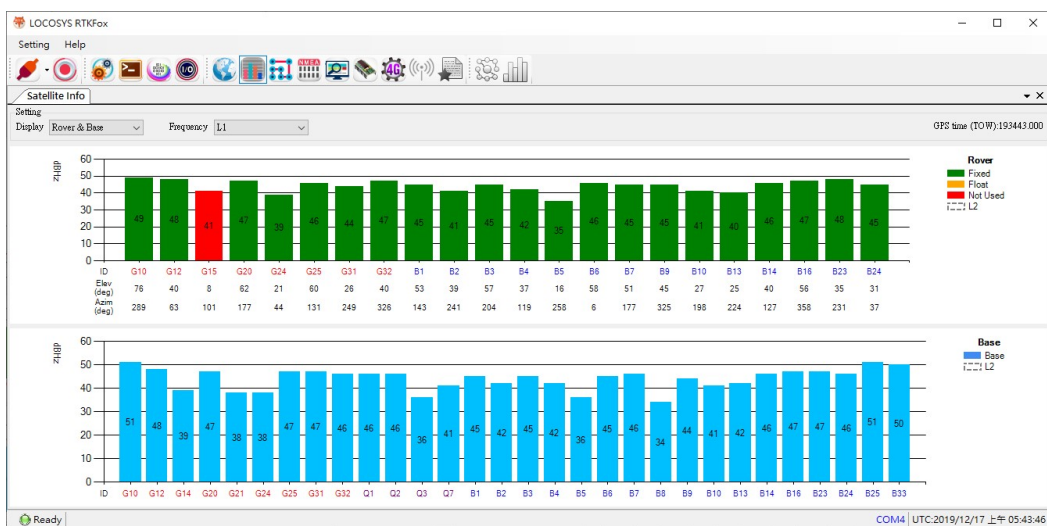 LOCOSYS RTKFox
Setting Help
NMEA
I/O
4G
Satellite Info
Setting
Display Rover & Base Frequency L1 GPS time (TOW):193443.000
dBHz
60
50
40
30
20
10
0
49 48 41 47 39 46 44 47 45 41 45 42 35 46 45 45 41 40 46 47 48 45
ID G10 G12 G15 G20 G24 G25 G31 G32 B1 B2 B3 B4 B5 B6 B7 B9 B10 B13 B14 B16 B23 B24
Elev (deg) 76 40 8 62 21 60 26 40 53 39 57 37 16 58 51 45 27 25 40 56 35 31
Azim (deg) 289 63 101 177 44 131 249 326 143 241 204 119 258 6 177 325 198 224 127 358 231 37
Rover
Fixed
Float
Not Used
L2
dBHz
60
50
40
30
20
10
0
51 48 39 47 38 38 47 47 46 46 46 36 41 45 42 45 42 36 45 46 34 44 41 42 46 47 47 46 51 50
ID G10 G12 G14 G20 G21 G24 G25 G31 G32 Q1 Q2 Q3 Q7 B1 B2 B3 B4 B5 B6 B7 B8 B9 B10 B13 B14 B16 B23 B24 B25 B33
Base
Base
L2
Ready COM4 UTC:2019/12/17 上午 05:43:46